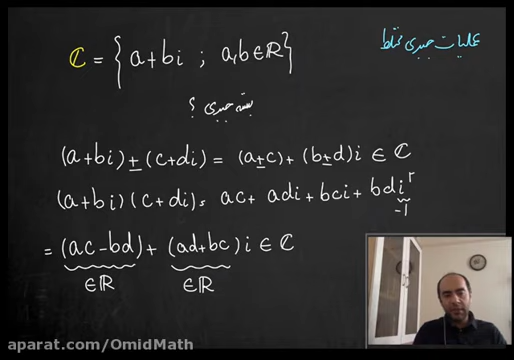 عملیات جبری مختلط
ℂ = { a+bi ; a,b∈ℝ }
بسته جبری ؟
(a+bi) ± (c+di) = (a±c) + (b±d)i ∈ ℂ
(a+bi)(c+di) = ac + adi + bci + bdi²
-1
= (ac-bd) + (ad+bc)i ∈ ℂ
∈ℝ ∈ℝ
aparat.com/OmidMath